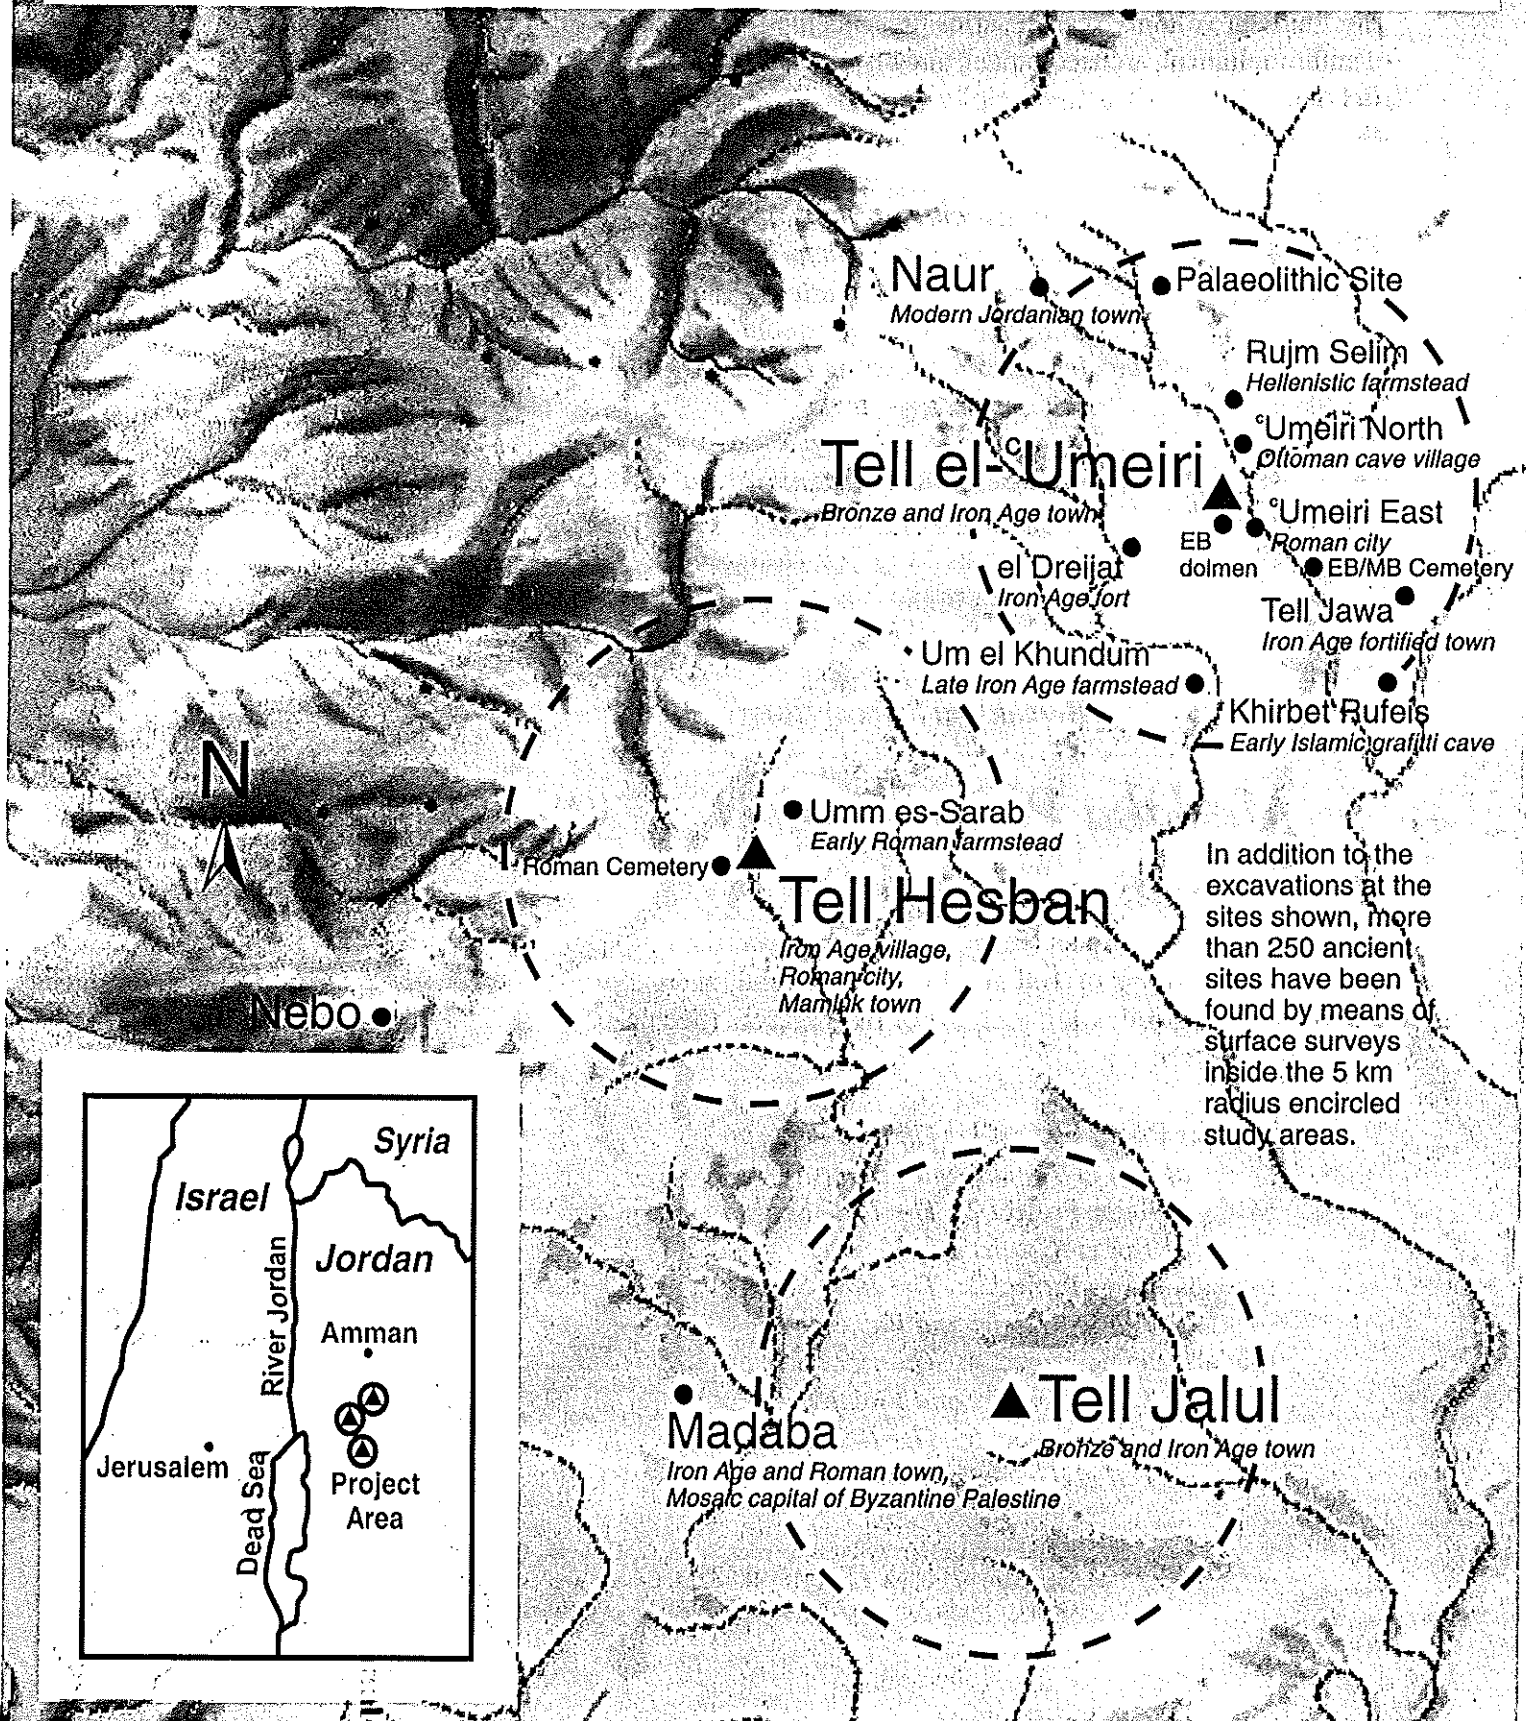 Naur
Modern Jordanian town
Palaeolithic Site
Rujm Selim
Hellenistic farmstead
ᶜUmeiri North
Ottoman cave village
Tell el-ᶜUmeiri
Bronze and Iron Age town
ᶜUmeiri East
Roman city
EB
dolmen
EB/MB Cemetery
el Dreijat
Iron Age fort
Tell Jawa
Iron Age fortified town
Um el Khundum
Late Iron Age farmstead
Khirbet Rufeis
Early Islamic grafitti cave
N
Umm es-Sarab
Early Roman farmstead
Roman Cemetery
Tell Hesban
Iron Age village,
Roman city,
Mamluk town
In addition to the
excavations at the
sites shown, more
than 250 ancient
sites have been
found by means of
surface surveys
inside the 5 km
radius encircled
study areas.
Nebo
Syria
Israel
Jordan
River Jordan
Amman
Jerusalem
Dead Sea
Project
Area
Madaba
Iron Age and Roman town,
Mosaic capital of Byzantine Palestine
Tell Jalul
Bronze and Iron Age town